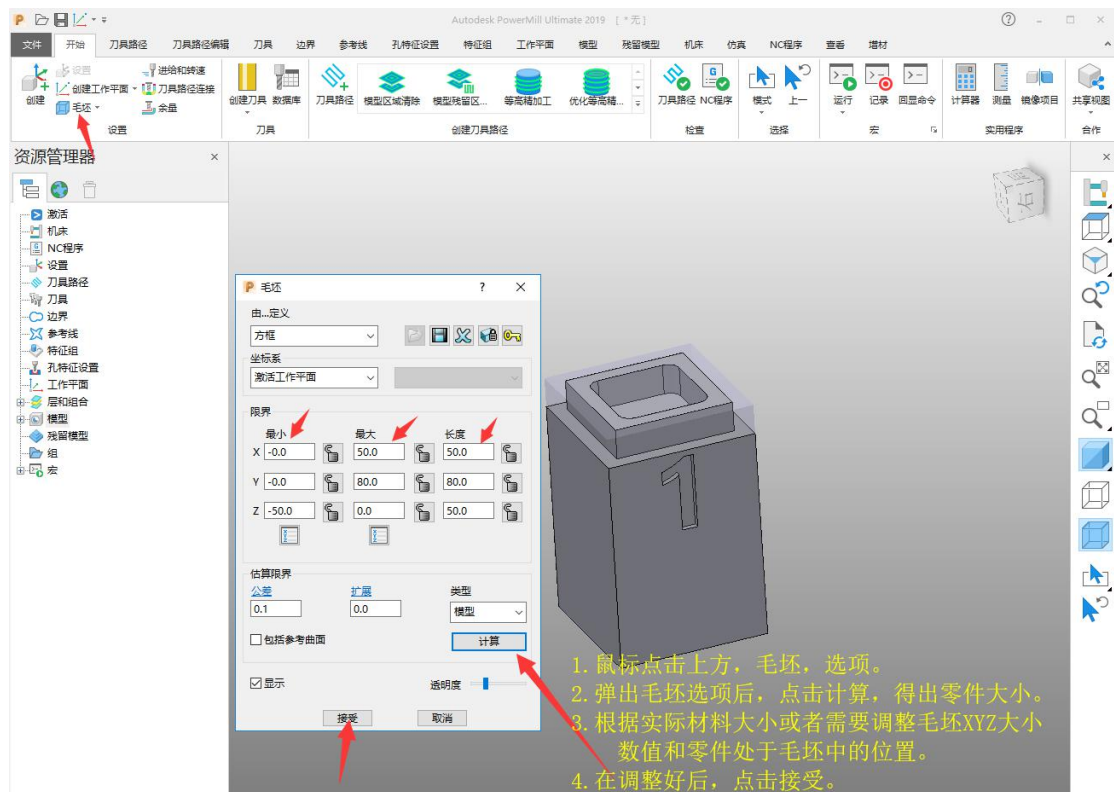 Autodesk PowerMill Ultimate 2019 [ *无]
文件 开始 刀具路径 刀具路径编辑 刀具 边界 参考线 孔特征设置 特征组 工作平面 模型 残留模型 机床 仿真 NC程序 查看 增材
创建 设置 创建工作平面 毛坯 进给和转速 刀具路径连接 余量
创建刀具 数据库 刀具路径 模型区域清除 模型残留区... 等高精加工 优化等高精... 刀具路径 NC程序 模式 上一 运行 记录 回显命令 计算器 测量 镜像项目 共享视图
设置 刀具 创建刀具路径 检查 选择 宏 实用程序 合作
资源管理器
激活
机床
NC程序
设置
刀具路径
刀具
边界
参考线
特征组
孔特征设置
工作平面
层和组合
模型
残留模型
组
宏
毛坯 ? ×
由...定义
方框
坐标系
激活工作平面
限界
最小 最大 长度
X -0.0 50.0 50.0
Y -0.0 80.0 80.0
Z -50.0 0.0 50.0
估算限界
公差 扩展 类型
0.1 0.0 模型
包括参考曲面 计算
显示 透明度
接受 取消
1
1.鼠标点击上方，毛坯，选项。
2.弹出毛坯选项后，点击计算，得出零件大小。
3.根据实际材料大小或者需要调整毛坯XYZ大小
数值和零件处于毛坯中的位置。
4.在调整好后，点击接受。